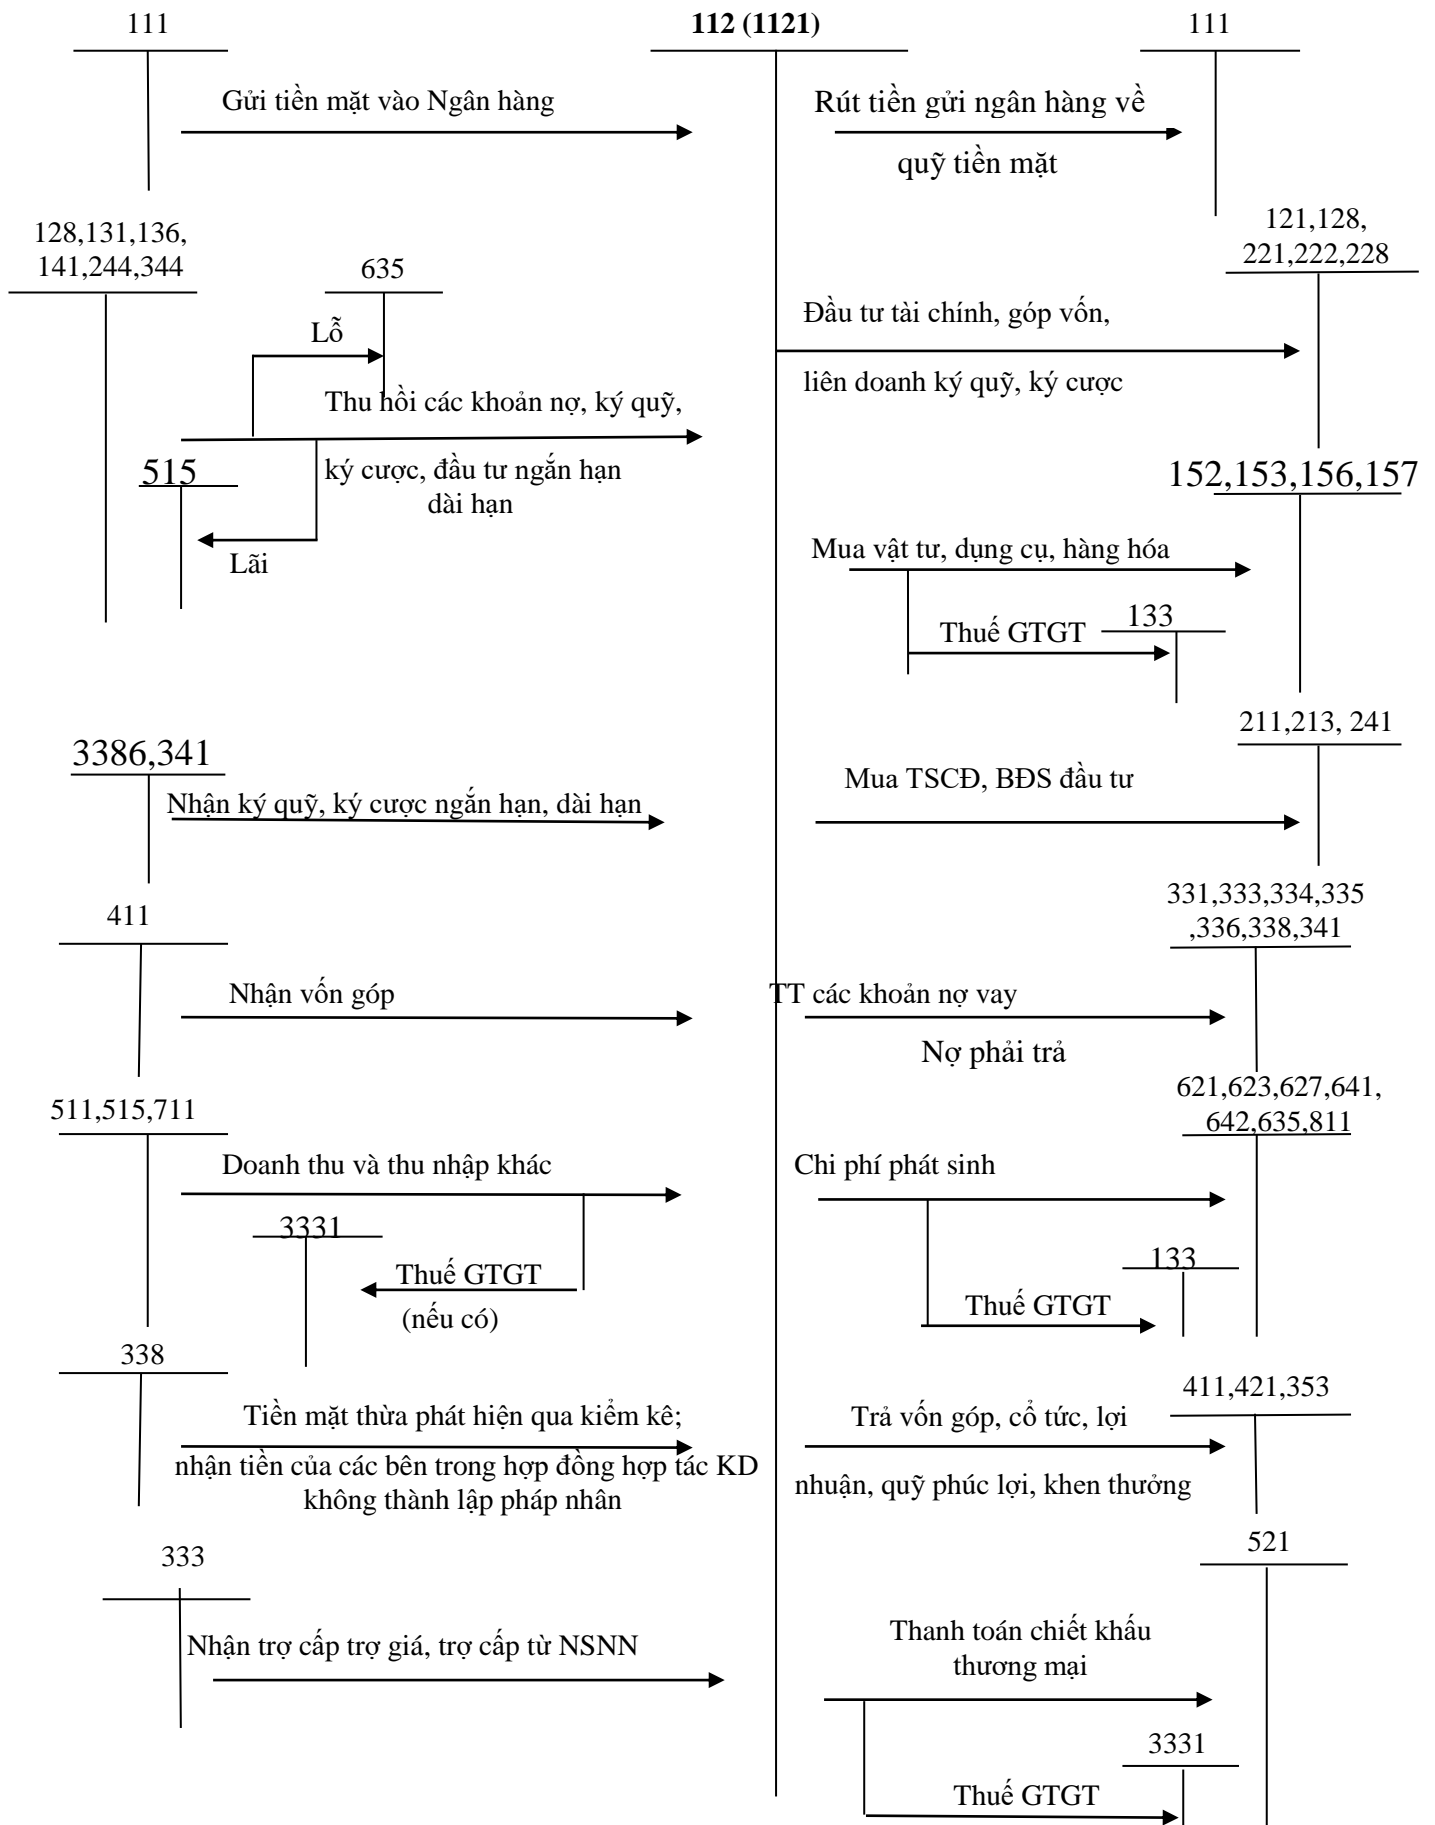 111
112 (1121)
111
Gửi tiền mặt vào Ngân hàng
Rút tiền gửi ngân hàng về
quỹ tiền mặt
128,131,136,
141,244,344
635
121,128,
221,222,228
Lỗ
Đầu tư tài chính, góp vốn,
liên doanh ký quỹ, ký cược
Thu hồi các khoản nợ, ký quỹ,
515
ký cược, đầu tư ngắn hạn
dài hạn
152,153,156,157
Lãi
Mua vật tư, dụng cụ, hàng hóa
133
Thuế GTGT
211,213, 241
3386,341
Mua TSCĐ, BĐS đầu tư
Nhận ký quỹ, ký cược ngắn hạn, dài hạn
331,333,334,335
,336,338,341
411
Nhận vốn góp
TT các khoản nợ vay
Nợ phải trả
511,515,711
621,623,627,641,
642,635,811
Doanh thu và thu nhập khác
Chi phí phát sinh
3331
133
Thuế GTGT
(nếu có)
Thuế GTGT
338
411,421,353
Tiền mặt thừa phát hiện qua kiểm kê;
Trả vốn góp, cổ tức, lợi
nhận tiền của các bên trong hợp đồng hợp tác KD
không thành lập pháp nhân
nhuận, quỹ phúc lợi, khen thưởng
333
521
Nhận trợ cấp trợ giá, trợ cấp từ NSNN
Thanh toán chiết khấu
thương mại
3331
Thuế GTGT